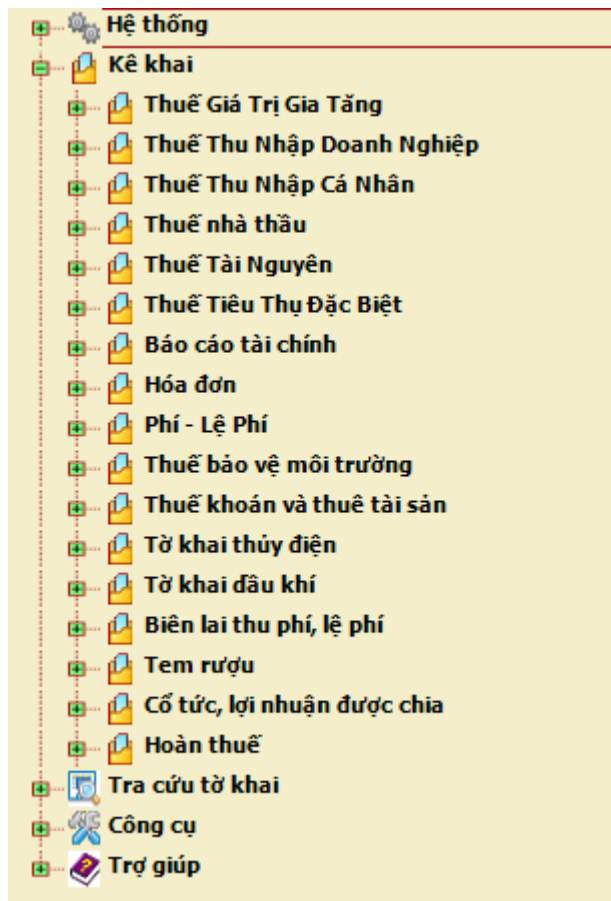 Hệ thống
Kê khai
Thuế Giá Trị Gia Tăng
Thuế Thu Nhập Doanh Nghiệp
Thuế Thu Nhập Cá Nhân
Thuế nhà thầu
Thuế Tài Nguyên
Thuế Tiêu Thụ Đặc Biệt
Báo cáo tài chính
Hóa đơn
Phí - Lệ Phí
Thuế bảo vệ môi trường
Thuế khoán và thuê tài sản
Tờ khai thủy điện
Tờ khai dầu khí
Biên lai thu phí, lệ phí
Tem rượu
Cổ tức, lợi nhuận được chia
Hoàn thuế
Tra cứu tờ khai
Công cụ
Trợ giúp